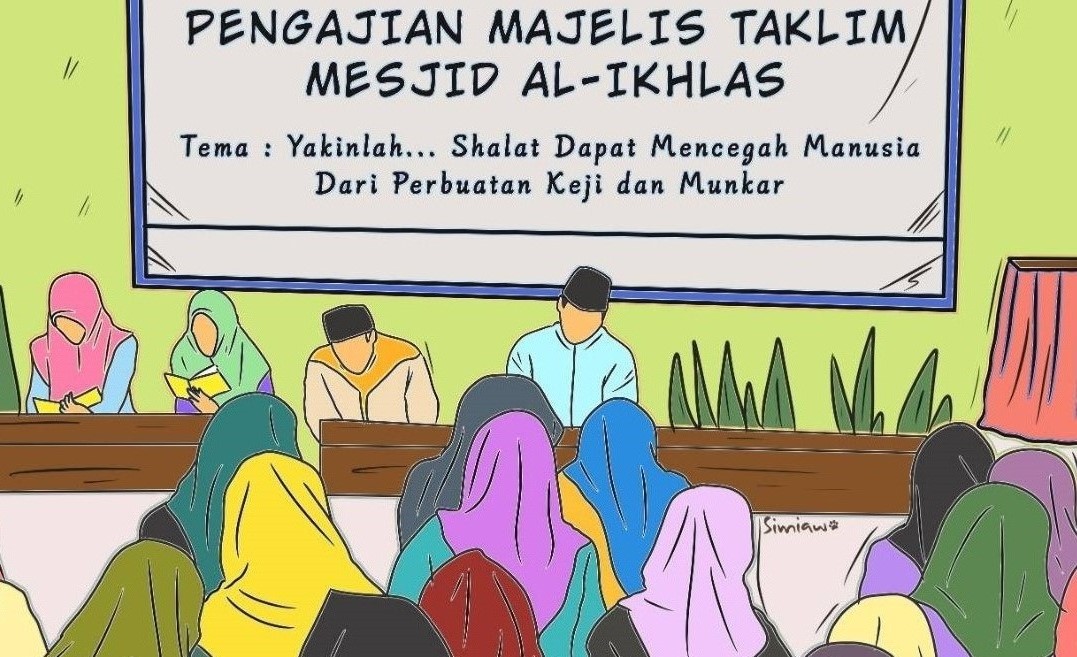 PENGAJIAN MAJELIS TAKLIM
MESJID AL-IKHLAS
Tema : Yakinlah... Shalat Dapat Mencegah Manusia
Dari Perbuatan Keji dan Munkar
Simiaw